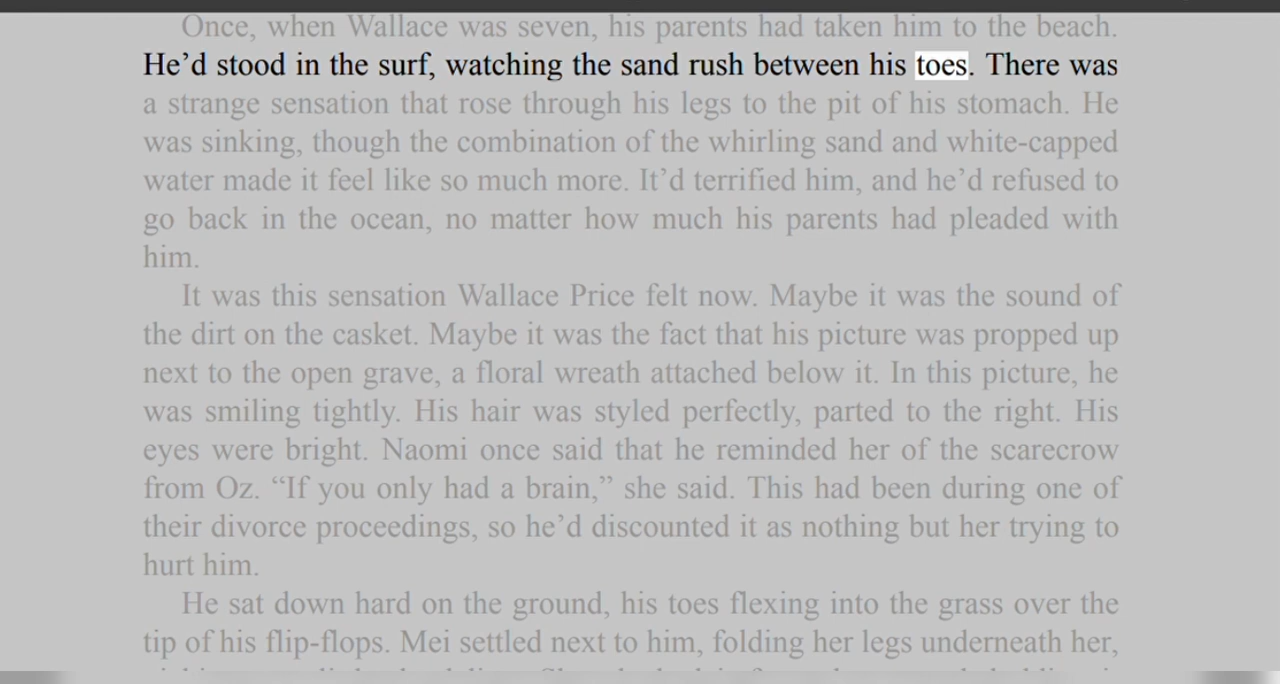 Once, when Wallace was seven, his parents had taken him to the beach.
He’d stood in the surf, watching the sand rush between his toes. There was
a strange sensation that rose through his legs to the pit of his stomach. He
was sinking, though the combination of the whirling sand and white-capped
water made it feel like so much more. It’d terrified him, and he’d refused to
go back in the ocean, no matter how much his parents had pleaded with
him.
It was this sensation Wallace Price felt now. Maybe it was the sound of
the dirt on the casket. Maybe it was the fact that his picture was propped up
next to the open grave, a floral wreath attached below it. In this picture, he
was smiling tightly. His hair was styled perfectly, parted to the right. His
eyes were bright. Naomi once said that he reminded her of the scarecrow
from Oz. “If you only had a brain,” she said. This had been during one of
their divorce proceedings, so he’d discounted it as nothing but her trying to
hurt him.
He sat down hard on the ground, his toes flexing into the grass over the
tip of his flip-flops. Mei settled next to him, folding her legs underneath her,